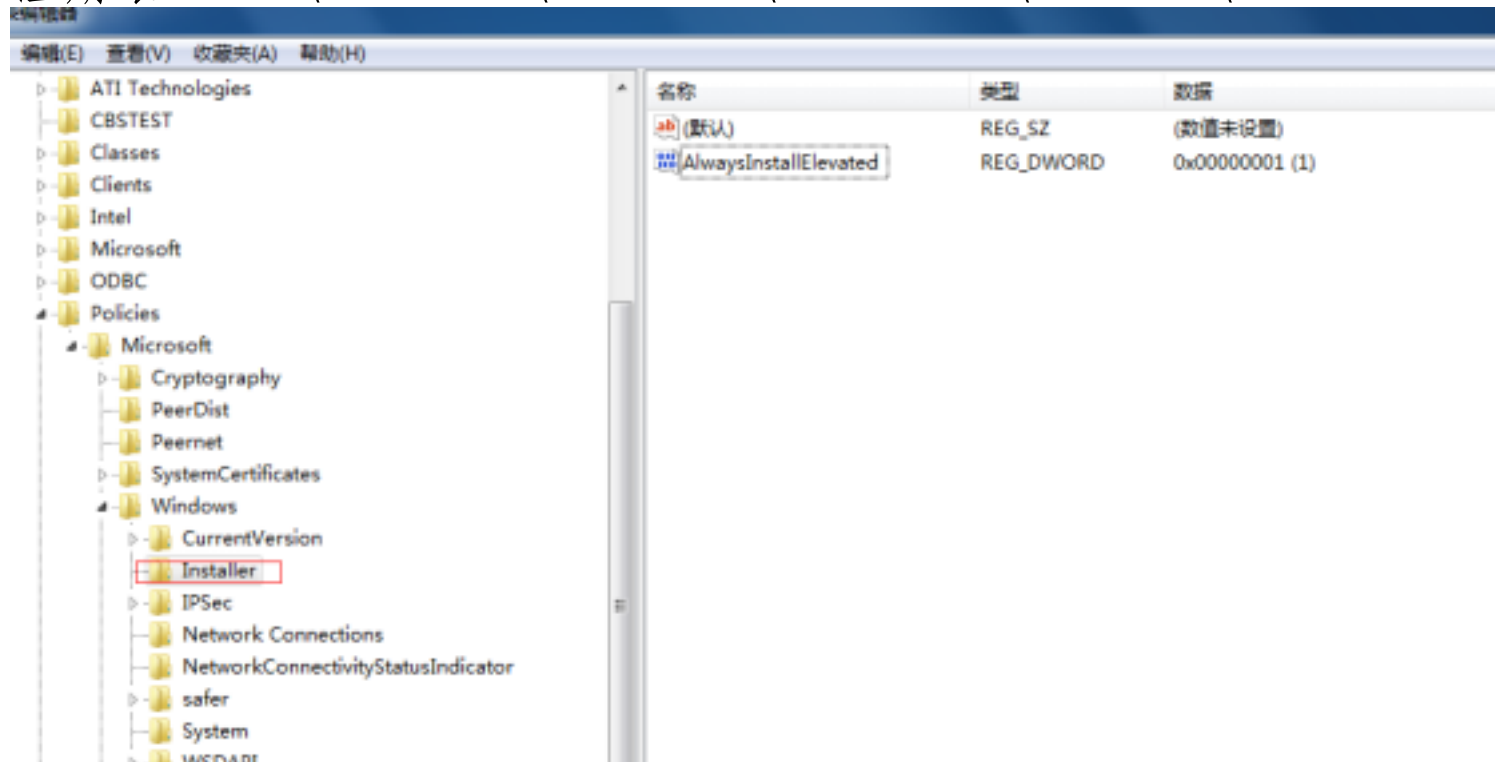 编辑(E) 查看(V) 收藏夹(A) 帮助(H)
ATI Technologies
CBSTEST
Classes
Clients
Intel
Microsoft
ODBC
Policies
Microsoft
Cryptography
PeerDist
Peernet
SystemCertificates
Windows
CurrentVersion
Installer
IPSec
Network Connections
NetworkConnectivityStatusIndicator
safer
System
名称 类型 数据
(默认) REG_SZ (数值未设置)
AlwaysInstallElevated REG_DWORD 0x00000001 (1)